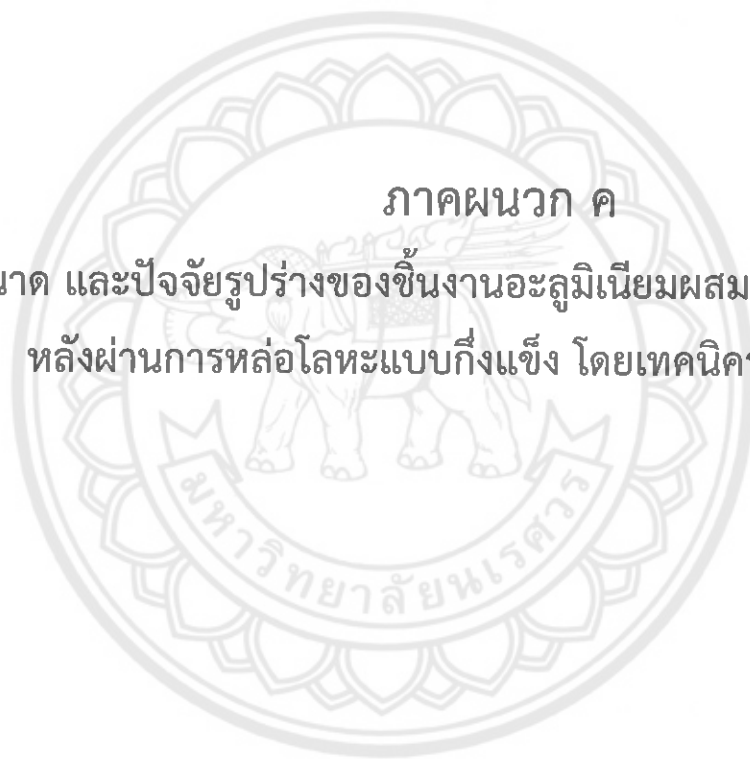 ภาคผนวก ค
และปัจจัยรูปร่างของชิ้นงานอะลูมิเนียมผสม
หลังผ่านการหล่อโลหะแบบกึ่งแข็ง โดยเทคนิค
มหาวิทยาลัยนเรศวร